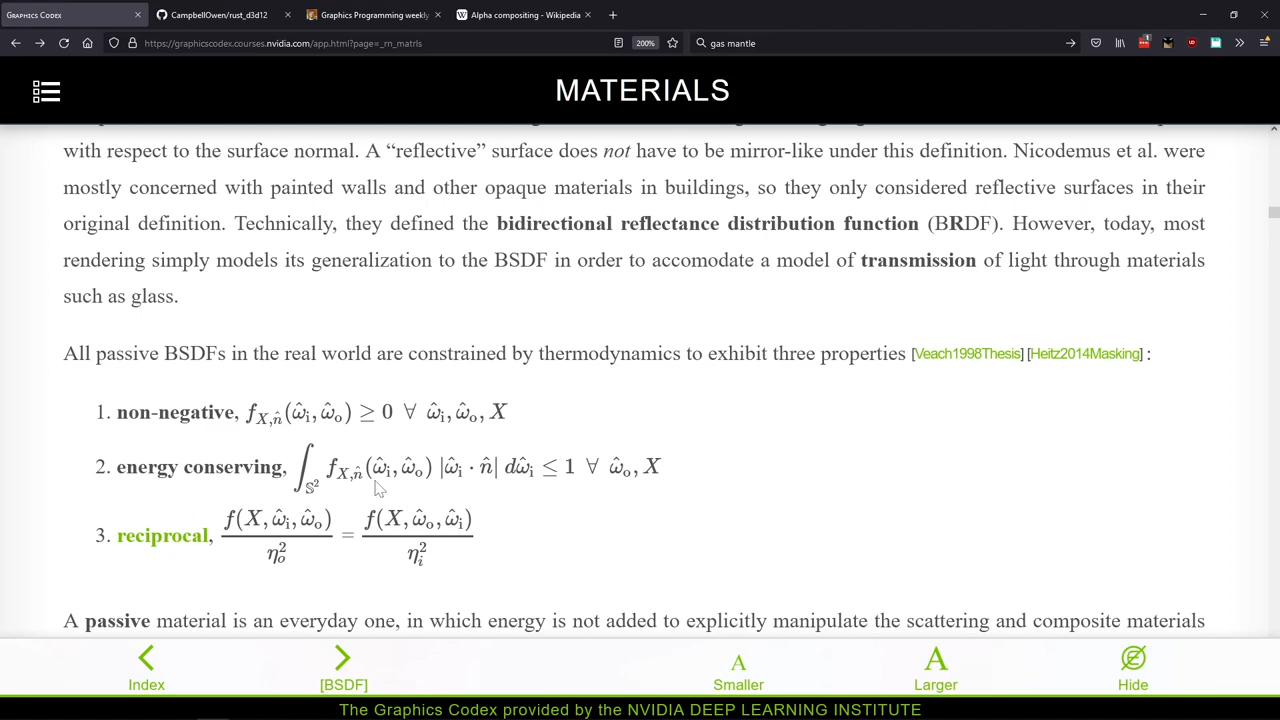 GRAPHICS CODEX
CampbellOwen/rust_d3d12
Graphics Programming weekly
Alpha compositing - Wikipedia
https://graphicscodex.courses.nvidia.com/app.html?page=_rn_matrls
200%
gas mantle
MATERIALS
with respect to the surface normal. A “reflective” surface does not have to be mirror-like under this definition. Nicodemus et al. were
mostly concerned with painted walls and other opaque materials in buildings, so they only considered reflective surfaces in their
original definition. Technically, they defined the bidirectional reflectance distribution function (BRDF). However, today, most
rendering simply models its generalization to the BSDF in order to accomodate a model of transmission of light through materials
such as glass.
All passive BSDFs in the real world are constrained by thermodynamics to exhibit three properties [Veach1998Thesis] [Heitz2014Masking] :
1. non-negative, f_{X,n̂}(ω̂_i, ω̂_o) ≥ 0 ∀ ω̂_i, ω̂_o, X
2. energy conserving, ∫_{𝕊²} f_{X,n̂}(ω̂_i, ω̂_o) |ω̂_i · n̂| dω̂_i ≤ 1 ∀ ω̂_o, X
3. reciprocal, f(X, ω̂_i, ω̂_o) / η_o² = f(X, ω̂_o, ω̂_i) / η_i²
A passive material is an everyday one, in which energy is not added to explicitly manipulate the scattering and composite materials
Index
[BSDF]
A Smaller
A Larger
Hide
The Graphics Codex provided by the NVIDIA DEEP LEARNING INSTITUTE